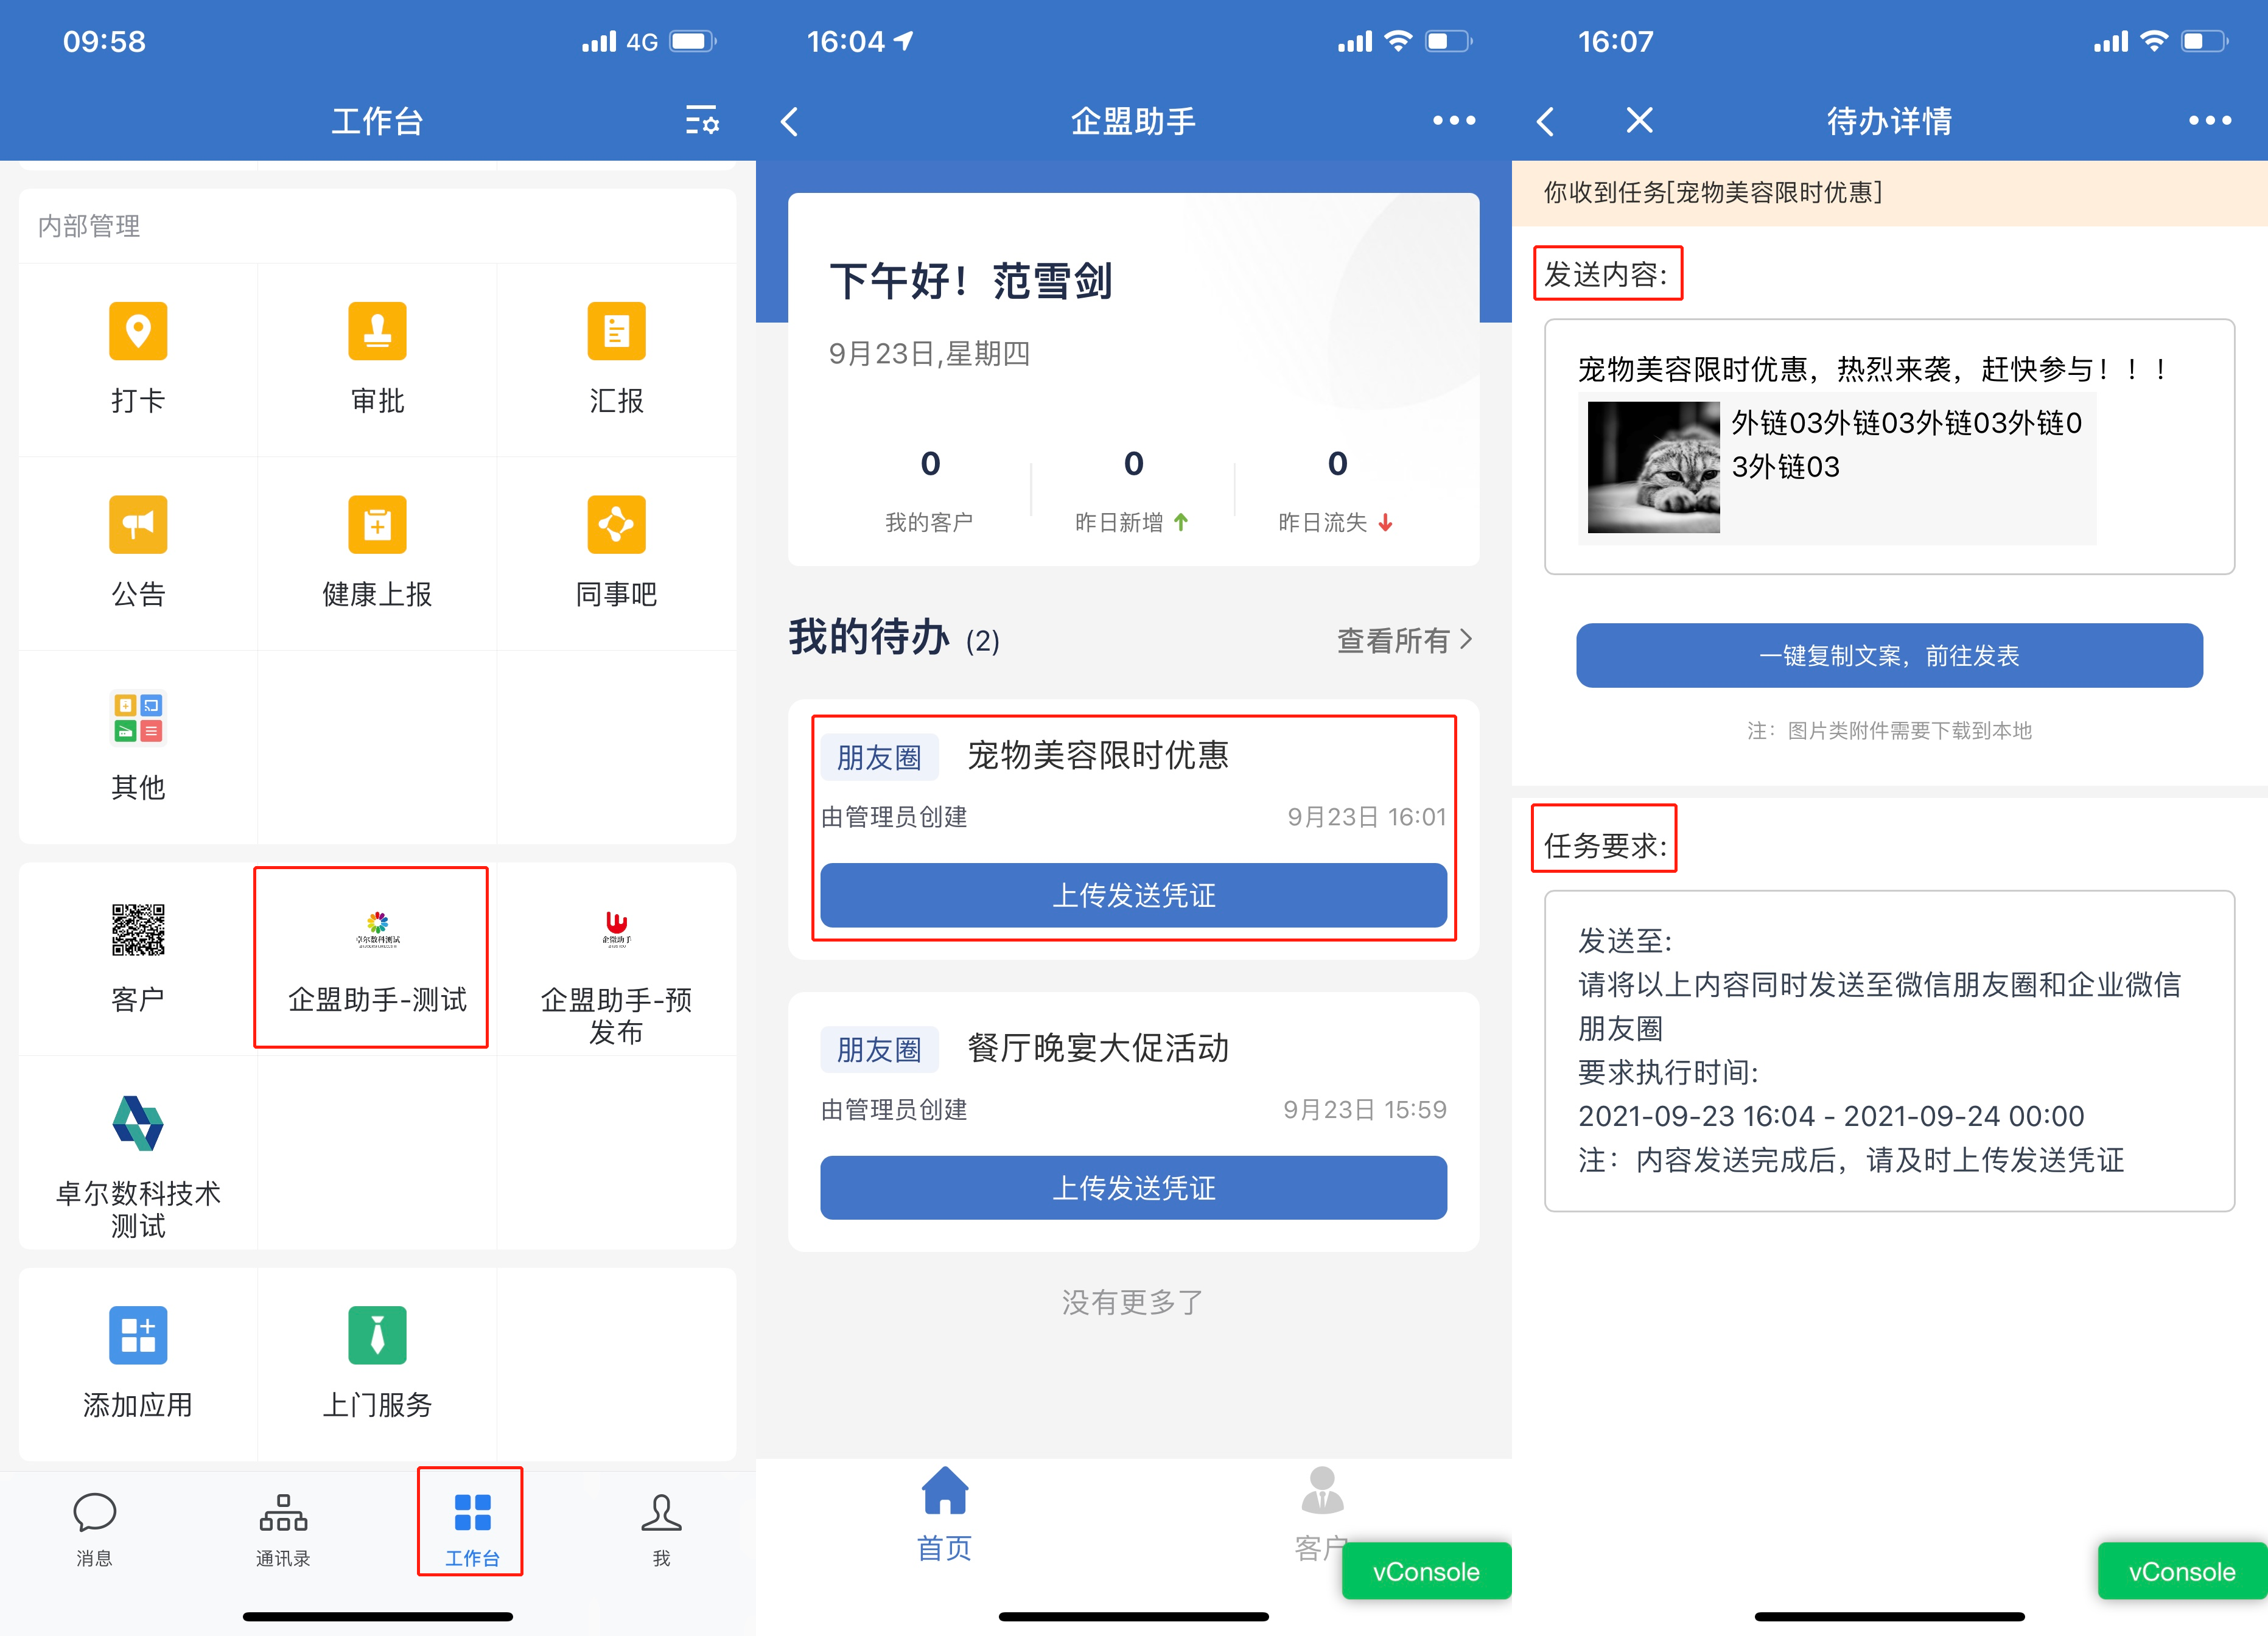 09:58
4G
工作台
内部管理
打卡
审批
汇报
公告
健康上报
同事吧
其他
卓尔数科测试
企微助手
客户
企盟助手-测试
企盟助手-预
发布
卓尔数科技术
测试
添加应用
上门服务
消息
通讯录
工作台
我
16:04
企盟助手
下午好！范雪剑
9月23日,星期四
0
0
0
我的客户
昨日新增
昨日流失
我的待办 (2)
查看所有
朋友圈
宠物美容限时优惠
由管理员创建
9月23日 16:01
上传发送凭证
朋友圈
餐厅晚宴大促活动
由管理员创建
9月23日 15:59
上传发送凭证
没有更多了
首页
客户
vConsole
16:07
待办详情
你收到任务[宠物美容限时优惠]
发送内容:
宠物美容限时优惠，热烈来袭，赶快参与！！！
外链03外链03外链03外链0
3外链03
一键复制文案，前往发表
注：图片类附件需要下载到本地
任务要求:
发送至:
请将以上内容同时发送至微信朋友圈和企业微信
朋友圈
要求执行时间:
2021-09-23 16:04 - 2021-09-24 00:00
注：内容发送完成后，请及时上传发送凭证
vConsole